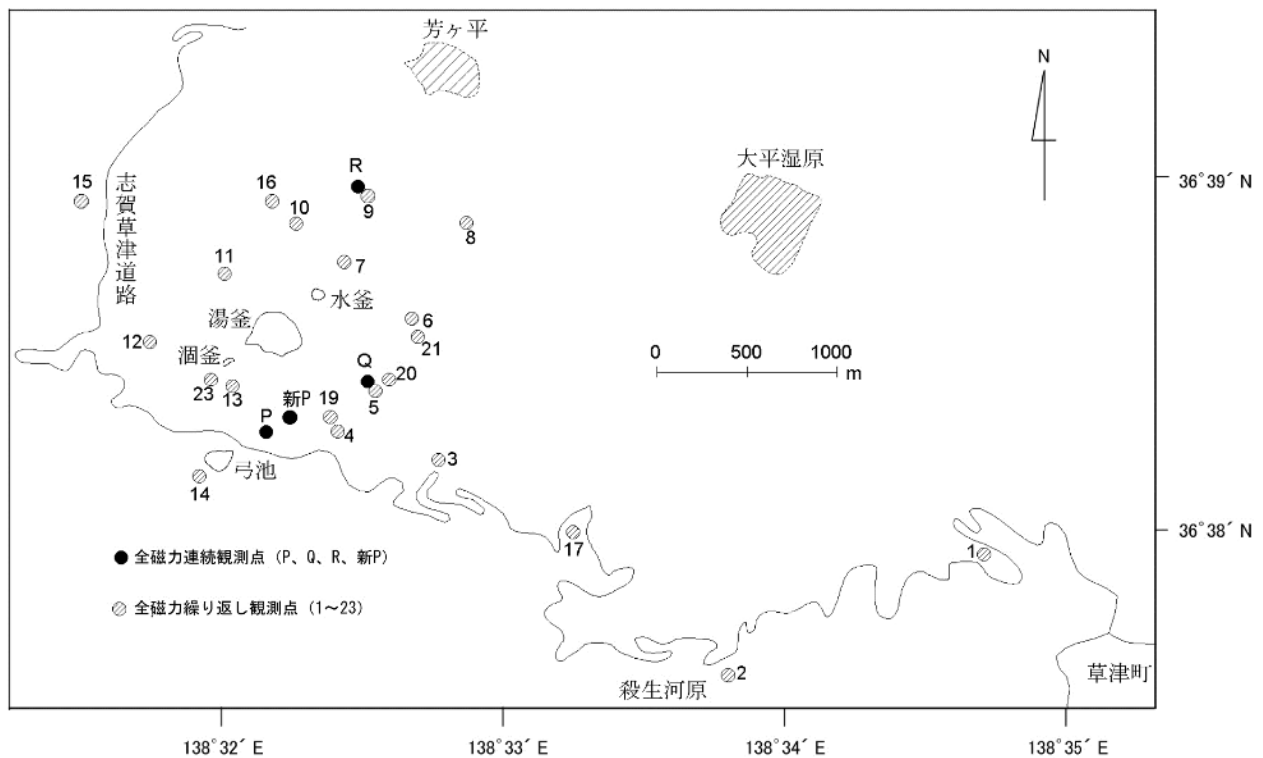 芳ヶ平
N
大平湿原
R
15
志賀草津道路
16
36°39′ N
10
9
8
11
7
水釜
湯釜
6
12
21
涸釜
0 500 1000
m
Q
20
23
13
5
新P
19
P
4
3
弓池
14
36°38′ N
17
1
全磁力連続観測点（P、Q、R、新P）
全磁力繰り返し観測点（1～23）
2
殺生河原
草津町
138°32′ E
138°33′ E
138°34′ E
138°35′ E